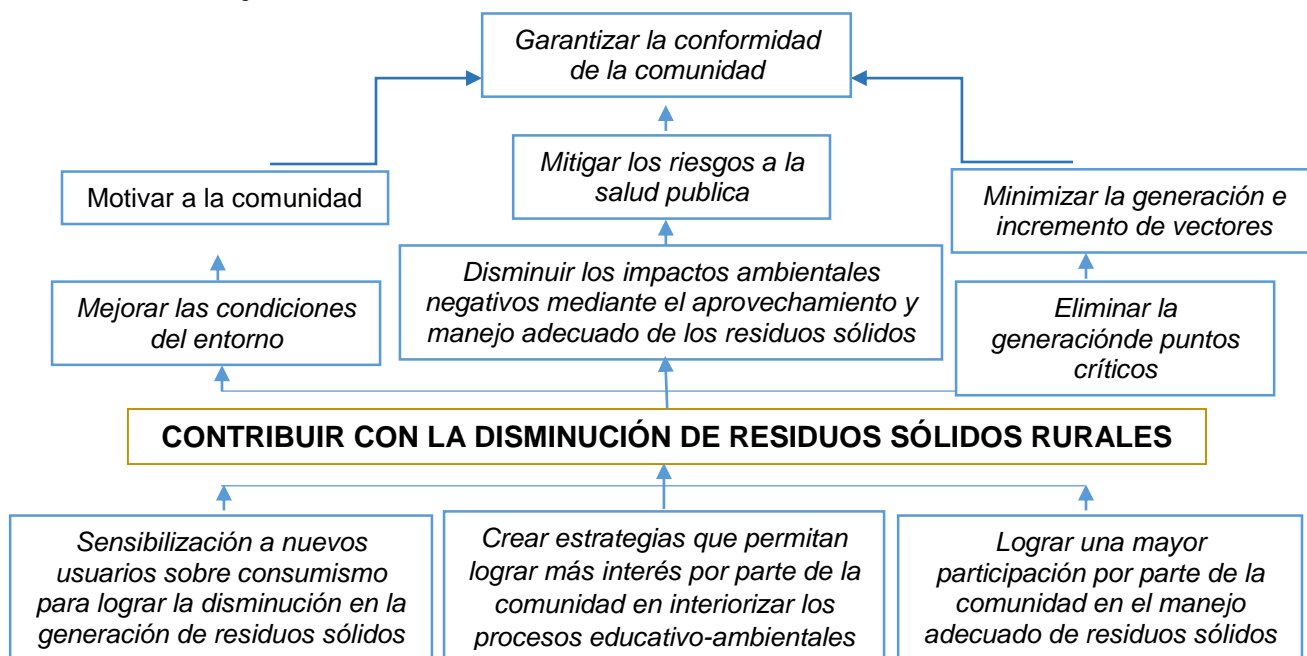 Garantizar la conformidad
de la comunidad
Motivar a la comunidad
Mitigar los riesgos a la
salud publica
Minimizar la generación e
incremento de vectores
Mejorar las condiciones
del entorno
Disminuir los impactos ambientales
negativos mediante el aprovechamiento y
manejo adecuado de los residuos sólidos
Eliminar la
generaciónde puntos
críticos
CONTRIBUIR CON LA DISMINUCIÓN DE RESIDUOS SÓLIDOS RURALES
Sensibilización a nuevos
usuarios sobre consumismo
para lograr la disminución en la
generación de residuos sólidos
Crear estrategias que permitan
lograr más interés por parte de la
comunidad en interiorizar los
procesos educativo-ambientales
Lograr una mayor
participación por parte de la
comunidad en el manejo
adecuado de residuos sólidos